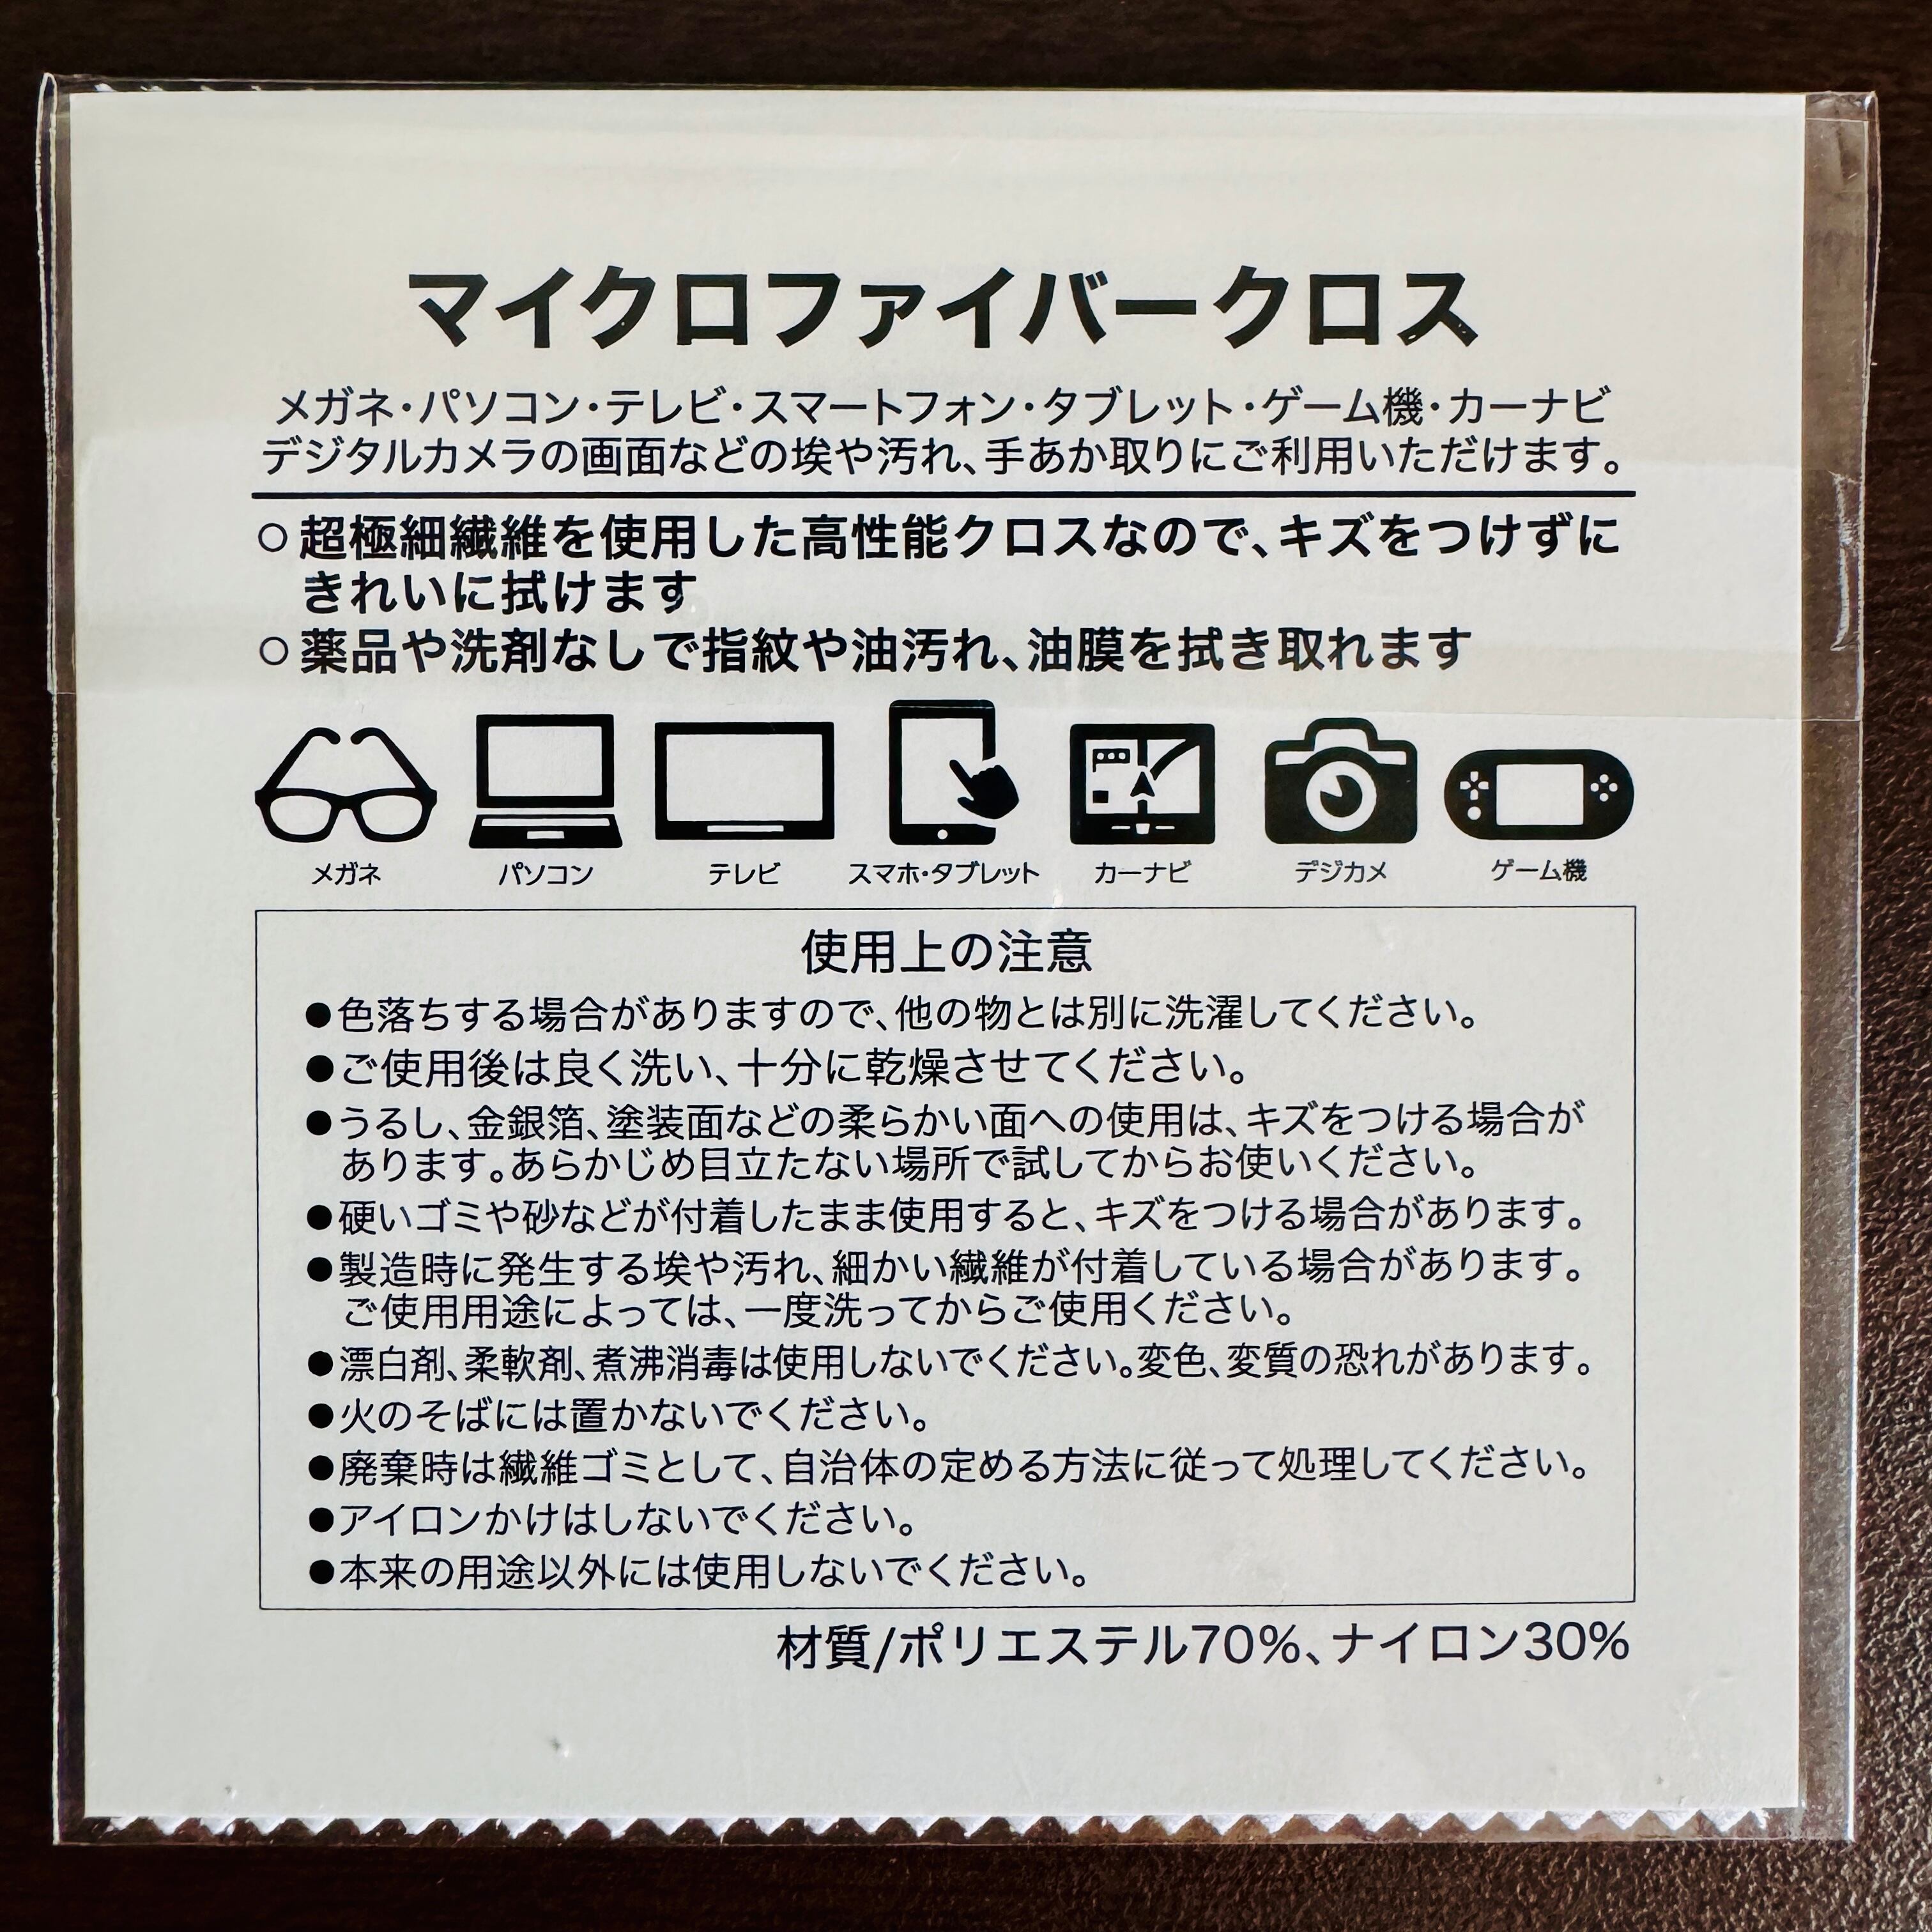 マイクロファイバークロス
メガネ・パソコン・テレビ・スマートフォン・タブレット・ゲーム機・カーナビ
デジタルカメラの画面などの埃や汚れ、手あか取りにご利用いただけます。
○超極細繊維を使用した高性能クロスなので、キズをつけずに
きれいに拭けます
○薬品や洗剤なしで指紋や油汚れ、油膜を拭き取れます
メガネ パソコン テレビ スマホ・タブレット カーナビ デジカメ ゲーム機
使用上の注意
●色落ちする場合がありますので、他の物とは別に洗濯してください。
●ご使用後は良く洗い、十分に乾燥させてください。
●うるし、金銀箔、塗装面などの柔らかい面への使用は、キズをつける場合が
あります。あらかじめ目立たない場所で試してからお使いください。
●硬いゴミや砂などが付着したまま使用すると、キズをつける場合があります。
●製造時に発生する埃や汚れ、細かい繊維が付着している場合があります。
ご使用用途によっては、一度洗ってからご使用ください。
●漂白剤、柔軟剤、煮沸消毒は使用しないでください。変色、変質の恐れがあります。
●火のそばには置かないでください。
●廃棄時は繊維ゴミとして、自治体の定める方法に従って処理してください。
●アイロンかけはしないでください。
●本来の用途以外には使用しないでください。
材質/ポリエステル70%、ナイロン30%